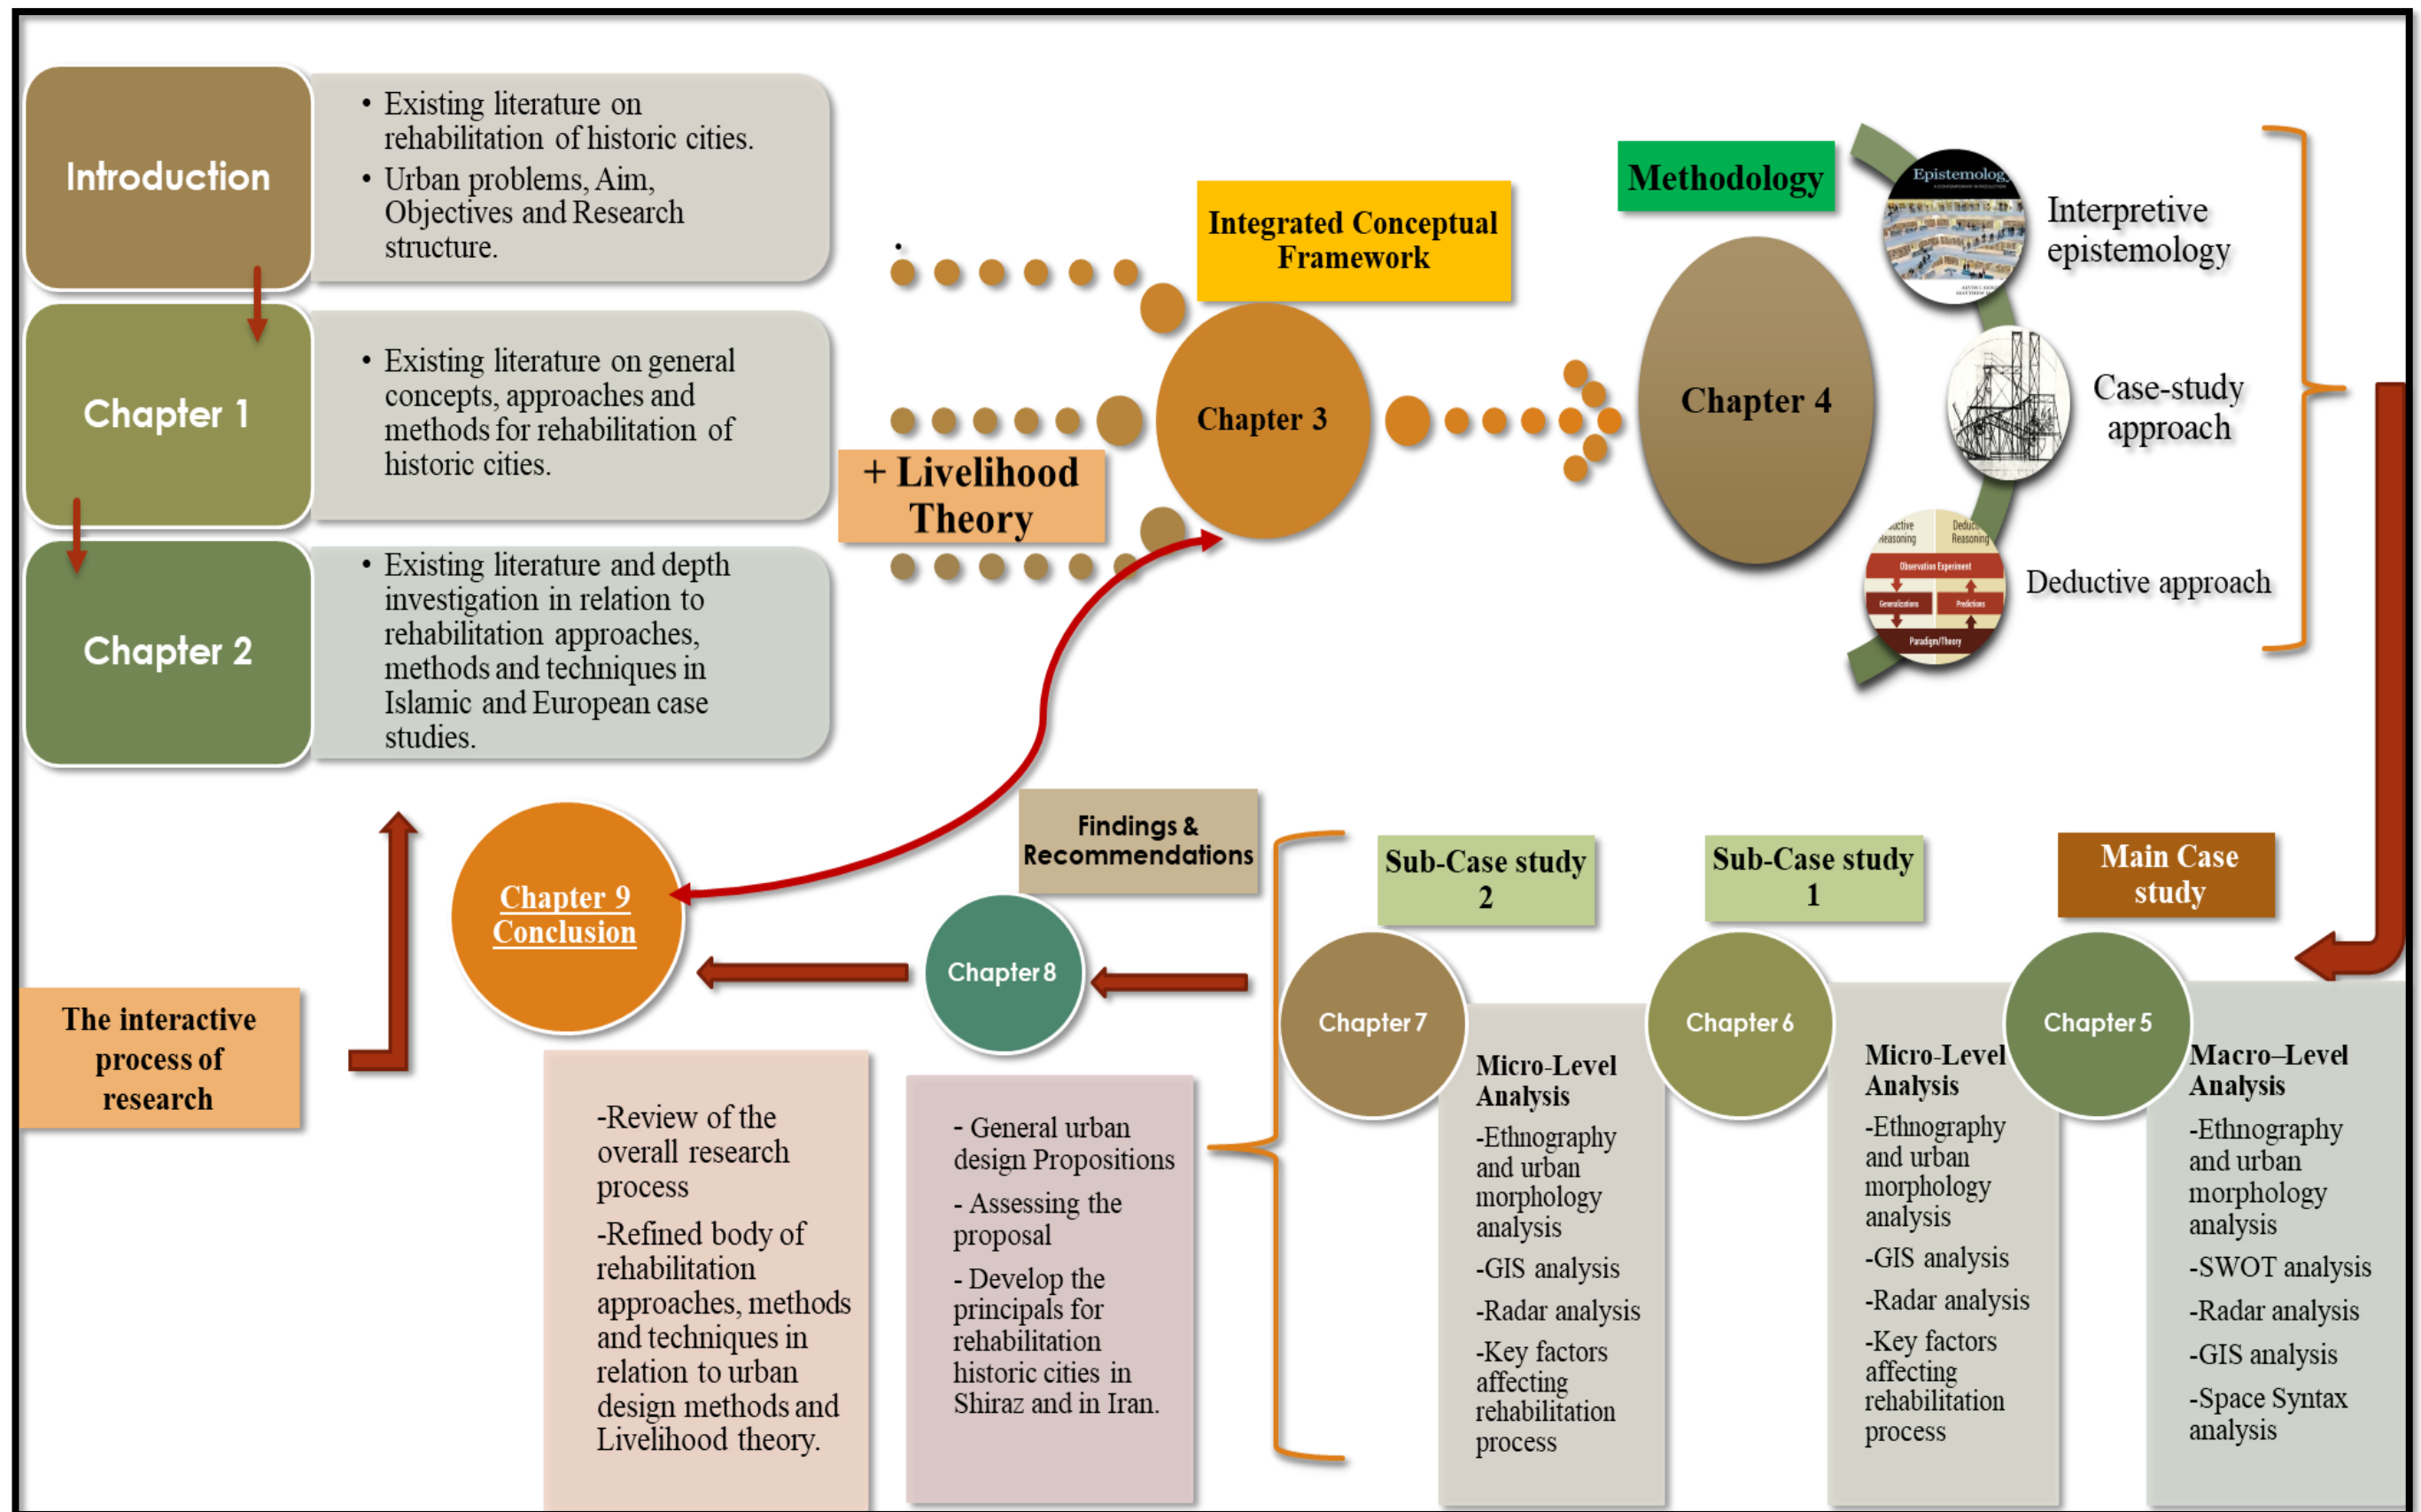 Introduction
• Existing literature on
rehabilitation of historic cities.
• Urban problems, Aim,
Objectives and Research
structure.
Chapter 1
• Existing literature on general
concepts, approaches and
methods for rehabilitation of
historic cities.
Chapter 2
• Existing literature and depth
investigation in relation to
rehabilitation approaches,
methods and techniques in
Islamic and European case
studies.
+ Livelihood
Theory
Integrated Conceptual
Framework
Chapter 3
Methodology
Chapter 4
Epistemology
Interpretive
epistemology
Case-study
approach
Reasoning
Reasoning
Observation Experiment
Generalizations
Predictions
Paradigm/Theory
Deductive approach
Main Case
study
Chapter 5
Macro–Level
Analysis
-Ethnography
and urban
morphology
analysis
-SWOT analysis
-Radar analysis
-GIS analysis
-Space Syntax
analysis
Sub-Case study
1
Chapter 6
Micro-Level
Analysis
-Ethnography
and urban
morphology
analysis
-GIS analysis
-Radar analysis
-Key factors
affecting
rehabilitation
process
Sub-Case study
2
Chapter 7
Micro-Level
Analysis
-Ethnography
and urban
morphology
analysis
-GIS analysis
-Radar analysis
-Key factors
affecting
rehabilitation
process
Findings &
Recommendations
Chapter 8
- General urban
design Propositions
- Assessing the
proposal
- Develop the
principals for
rehabilitation
historic cities in
Shiraz and in Iran.
Chapter 9
Conclusion
-Review of the
overall research
process
-Refined body of
rehabilitation
approaches, methods
and techniques in
relation to urban
design methods and
Livelihood theory.
The interactive
process of
research